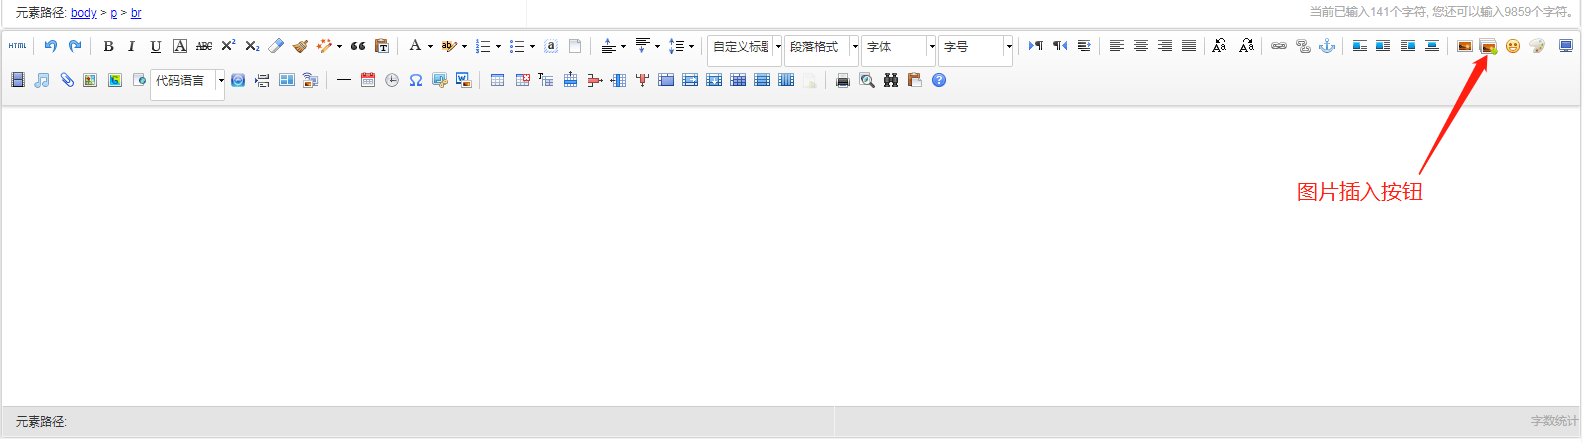 元素路径: body > p > br
当前已输入141个字符, 您还可以输入9859个字符。
HTML B I U A ABC X² X₂ A ab a 自定义标题 段落格式 字体 字号
代码语言
图片插入按钮
元素路径:
字数统计